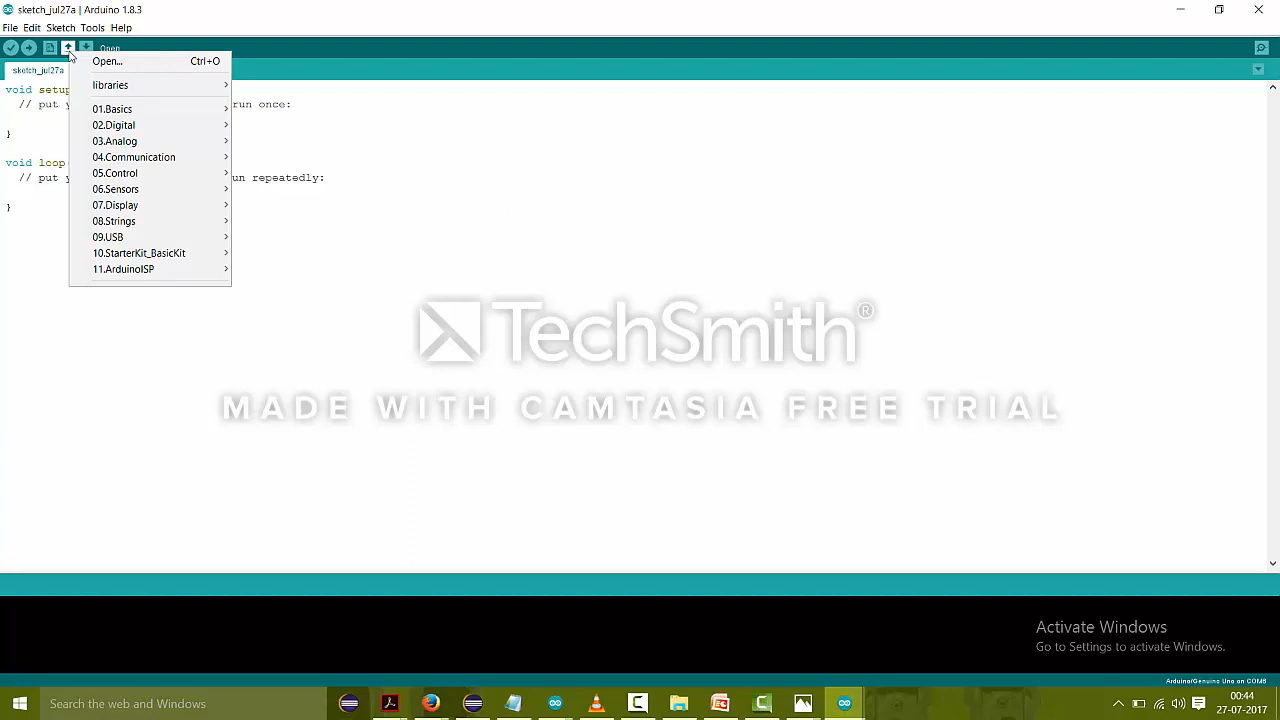 sketch_jul27a | Arduino 1.8.3
File Edit Sketch Tools Help
Open
sketch_jul27a
Open... Ctrl+O
libraries
01.Basics
02.Digital
03.Analog
04.Communication
05.Control
06.Sensors
07.Display
08.Strings
09.USB
10.StarterKit_BasicKit
11.ArduinoISP
void setup
// put y run once:
}
void loop
// put y un repeatedly:
}
TechSmith®
MADE WITH CAMTASIA FREE TRIAL
Activate Windows
Go to Settings to activate Windows.
Arduino/Genuino Uno on COM8
Search the web and Windows
00:44
27-07-2017